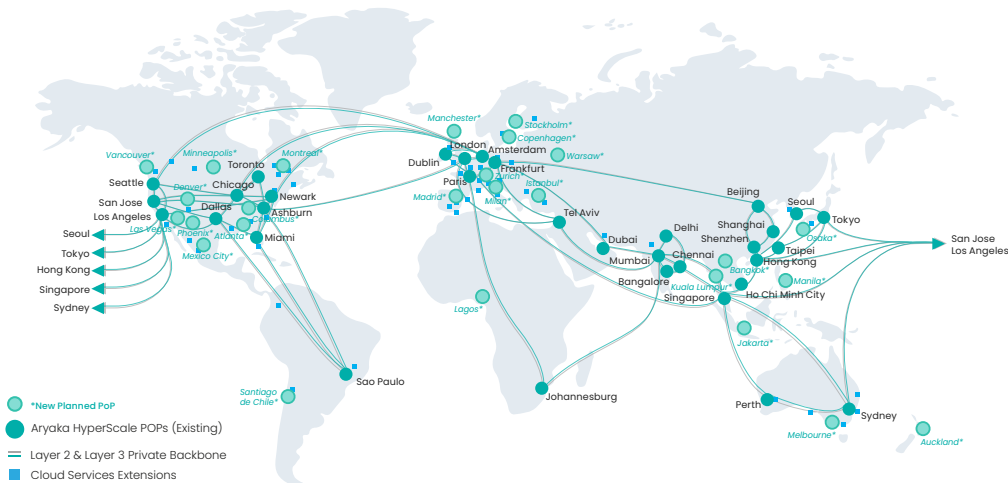 Manchester*
Stockholm*
Copenhagen*
London
Amsterdam
Warsaw*
Dublin
Frankfurt
Paris
Zurich*
Madrid*
Milan*
Istanbul*
Vancouver*
Minneapolis*
Toronto
Montreal*
Seattle
Denver*
Chicago
San Jose
Newark
Los Angeles
Dallas
Ashburn
Columbus*
Las Vegas*
Phoenix*
Atlanta*
Miami
Mexico City*
Seoul
Tokyo
Hong Kong
Singapore
Sydney
Tel Aviv
Dubai
Delhi
Mumbai
Chennai
Bangalore
Beijing
Seoul
Shanghai
Tokyo
Osaka*
Shenzhen
Taipei
Hong Kong
Bangkok*
Manila*
Kuala Lumpur*
Ho Chi Minh City
Singapore
Jakarta*
San Jose
Los Angeles
Lagos*
Johannesburg
Sao Paulo
Santiago
de Chile*
Perth
Sydney
Melbourne*
Auckland*
*New Planned PoP
Aryaka HyperScale POPs (Existing)
Layer 2 & Layer 3 Private Backbone
Cloud Services Extensions